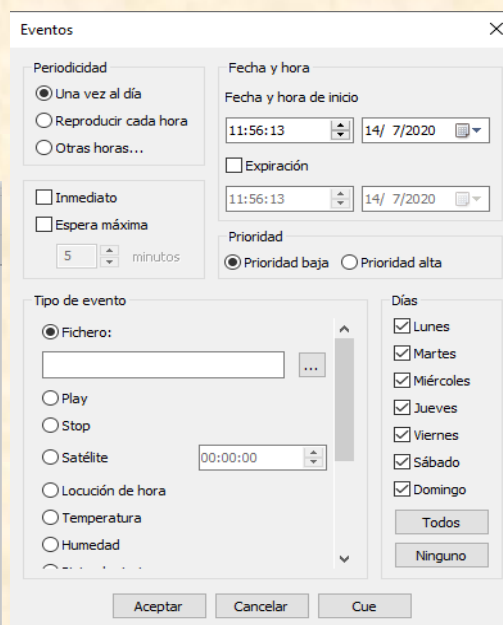 Eventos
Periodicidad
Una vez al día
Reproducir cada hora
Otras horas...
Inmediato
Espera máxima
5 minutos
Fecha y hora
Fecha y hora de inicio
11:56:13 14/ 7/2020
Expiración
11:56:13 14/ 7/2020
Prioridad
Prioridad baja Prioridad alta
Tipo de evento
Fichero:
...
Play
Stop
Satélite 00:00:00
Locución de hora
Temperatura
Humedad
Días
Lunes
Martes
Miércoles
Jueves
Viernes
Sábado
Domingo
Todos
Ninguno
Aceptar Cancelar Cue